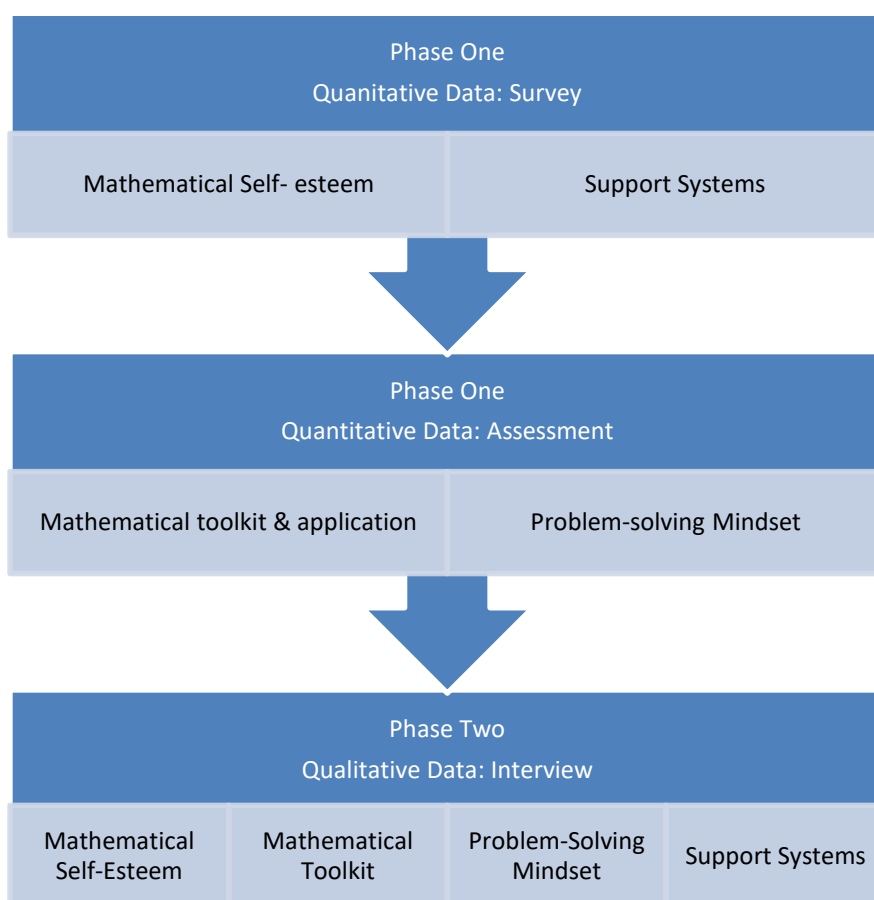 Phase One
Quanitative Data: Survey
Mathematical Self- esteem
Support Systems
Phase One
Quantitative Data: Assessment
Mathematical toolkit & application
Problem-solving Mindset
Phase Two
Qualitative Data: Interview
Mathematical
Self-Esteem
Mathematical
Toolkit
Problem-Solving
Mindset
Support Systems